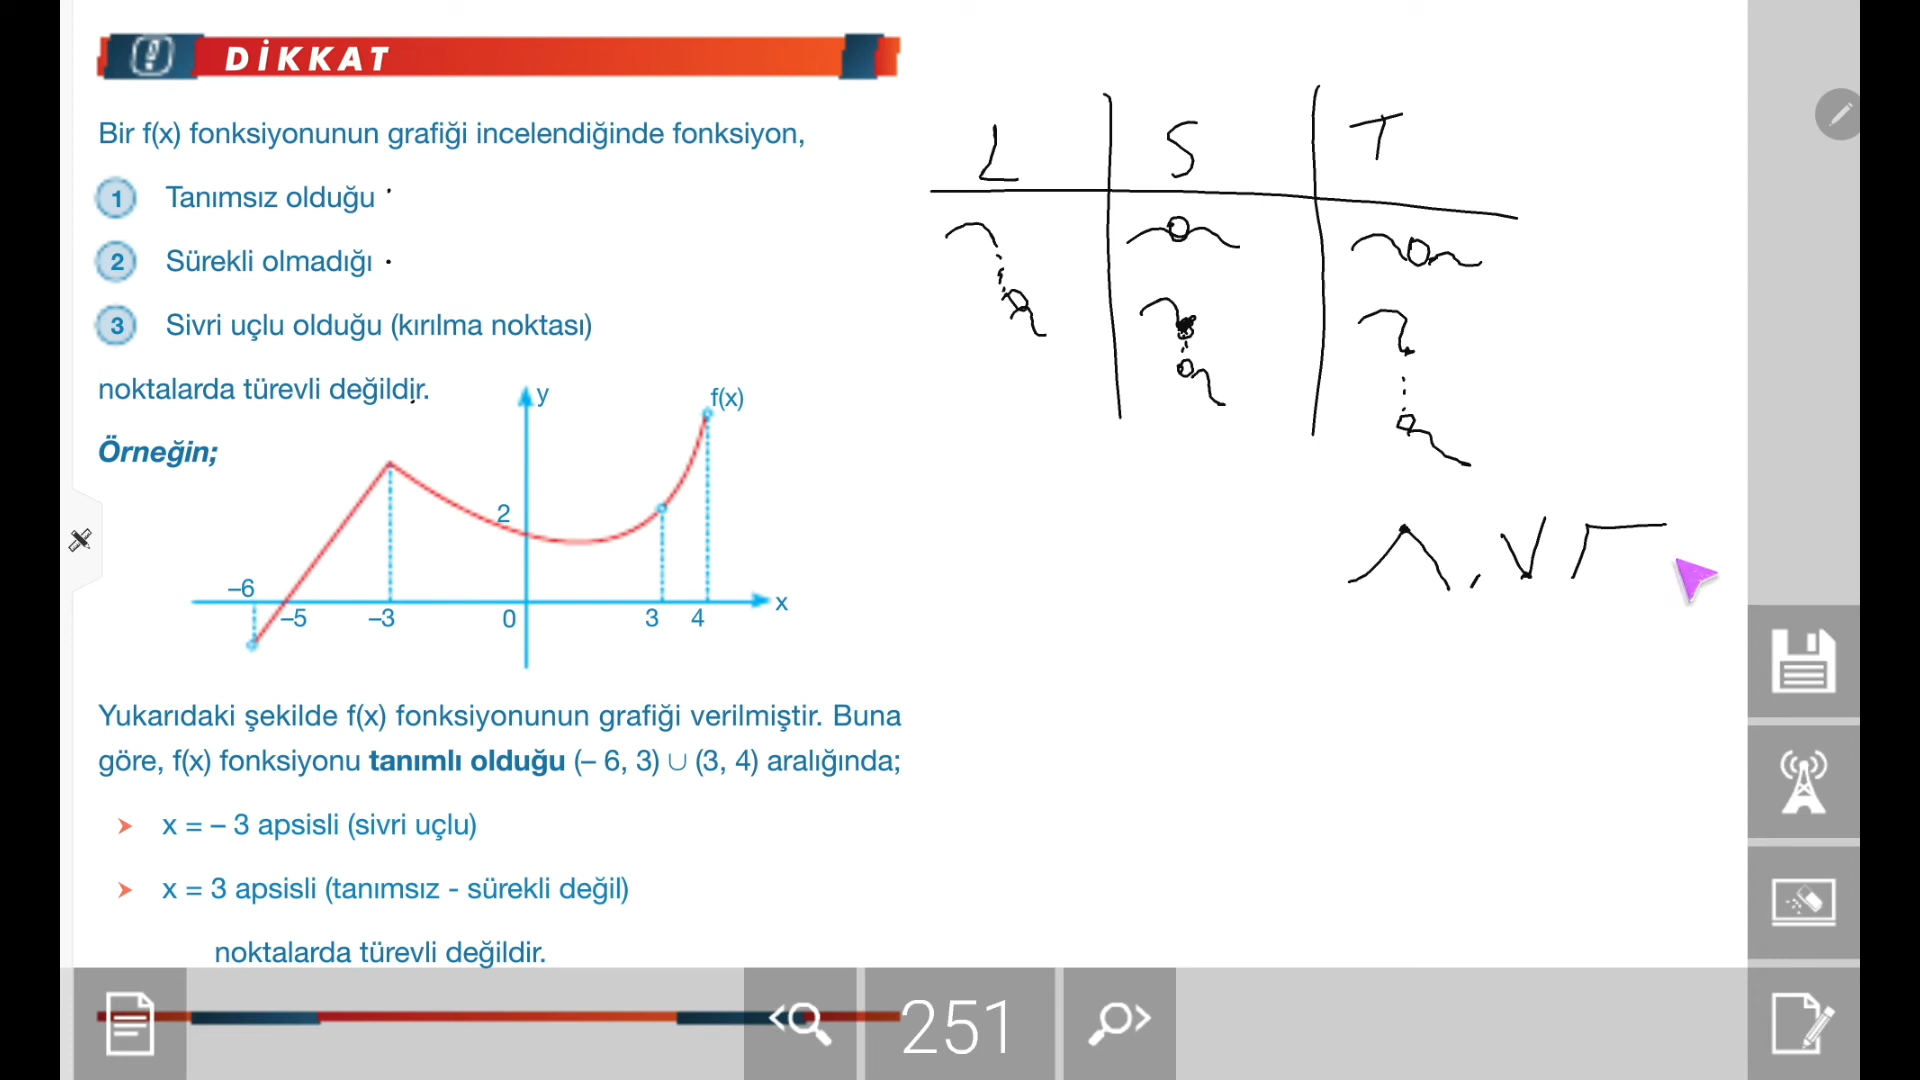 DİKKAT
Bir f(x) fonksiyonunun grafiği incelendiğinde fonksiyon,
1 Tanımsız olduğu
2 Sürekli olmadığı
3 Sivri uçlu olduğu (kırılma noktası)
noktalarda türevli değildir.
Örneğin;
y
f(x)
2
–6
–5 –3 0 3 4 x
Yukarıdaki şekilde f(x) fonksiyonunun grafiği verilmiştir. Buna
göre, f(x) fonksiyonu tanımlı olduğu (– 6, 3) ∪ (3, 4) aralığında;
x = – 3 apsisli (sivri uçlu)
x = 3 apsisli (tanımsız - sürekli değil)
noktalarda türevli değildir.
L S T
251